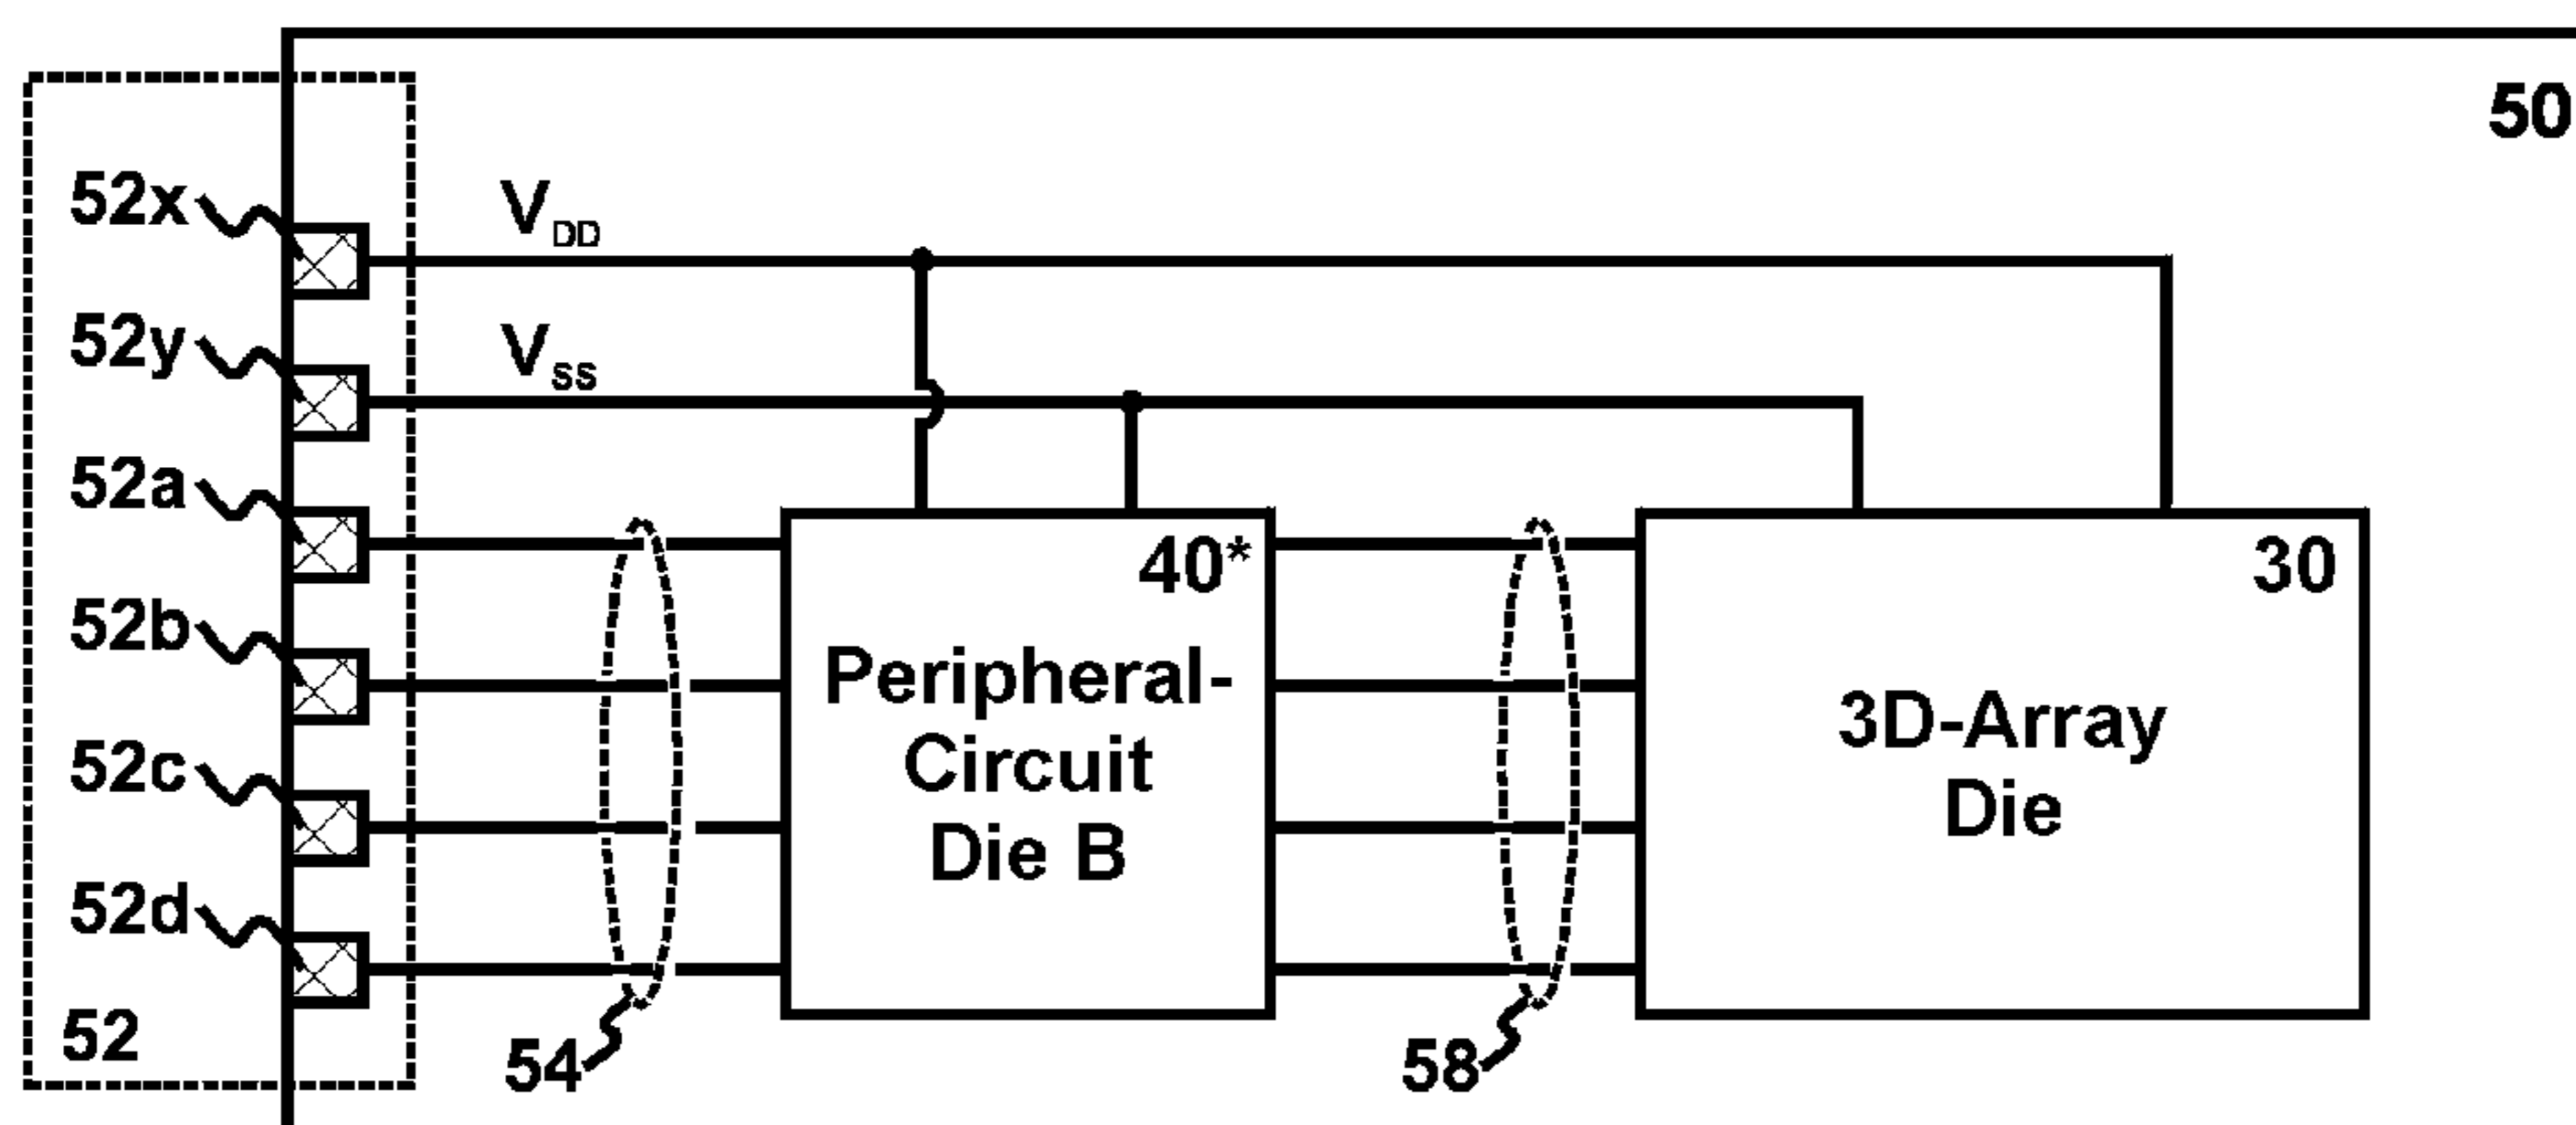 50
52x
V_DD
52y
V_SS
52a
52b
52c
52d
52
40*
Peripheral-
Circuit
Die B
30
3D-Array
Die
54
58